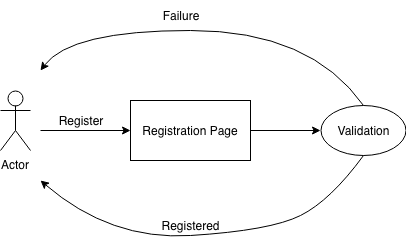 Failure
Register
Registration Page
Validation
Actor
Registered